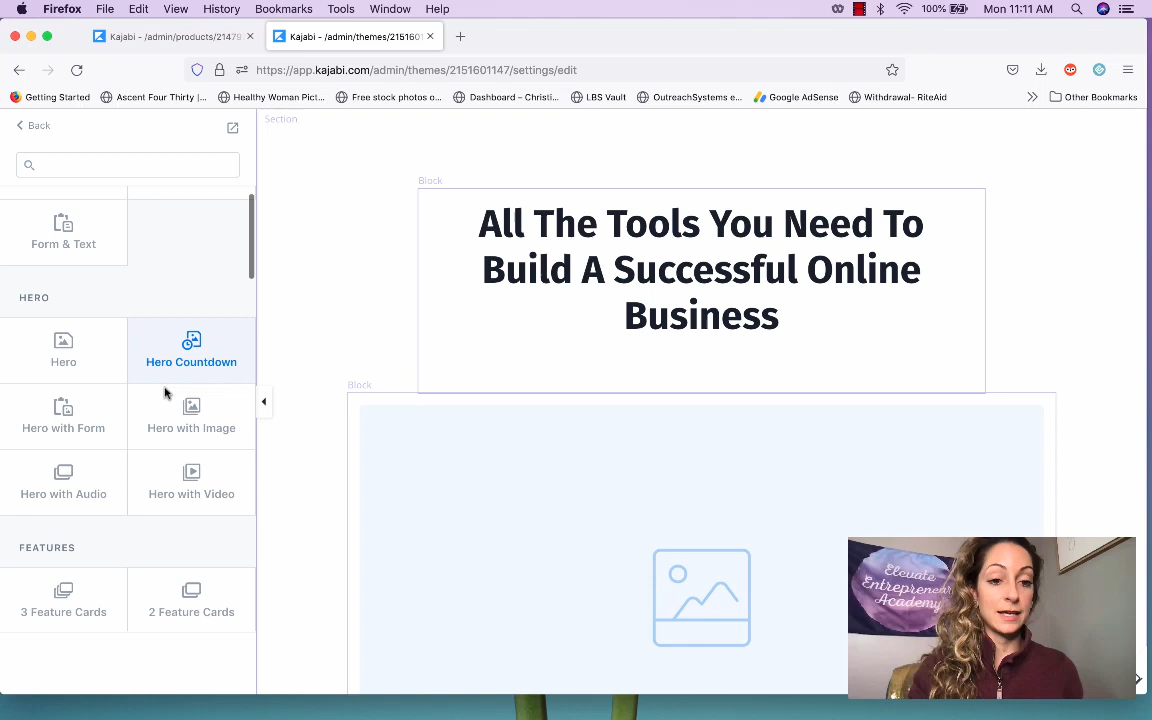 Firefox File Edit View History Bookmarks Tools Window Help 100% Mon 11:11 AM
Kajabi - /admin/products/21479 Kajabi - /admin/themes/2151601
https://app.kajabi.com/admin/themes/2151601147/settings/edit
Getting Started Ascent Four Thirty |... Healthy Woman Pict... Free stock photos o... Dashboard – Christi... LBS Vault OutreachSystems e... Google AdSense Withdrawal- RiteAid Other Bookmarks
Back
Section
Form & Text
HERO
Hero Hero Countdown
Hero with Form Hero with Image
Hero with Audio Hero with Video
FEATURES
3 Feature Cards 2 Feature Cards
Block
All The Tools You Need To
Build A Successful Online
Business
Block
Elevate
Entrepreneur
Academy